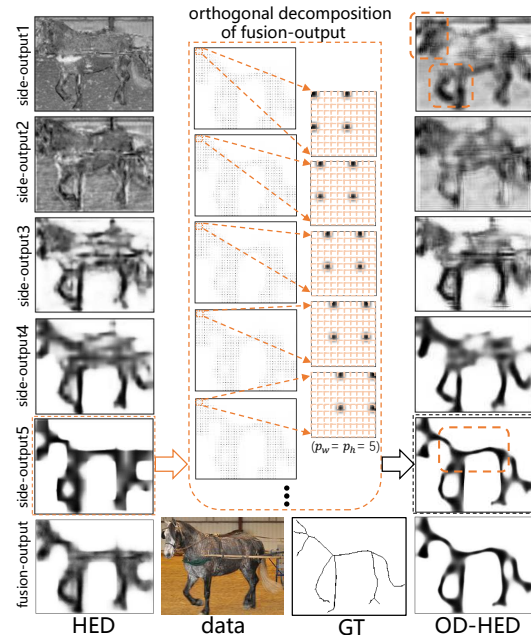 orthogonal decomposition
of fusion-output
side-output1
side-output2
side-output3
side-output4
side-output5
fusion-output
(p_w = p_h = 5)
HED
data
GT
OD-HED